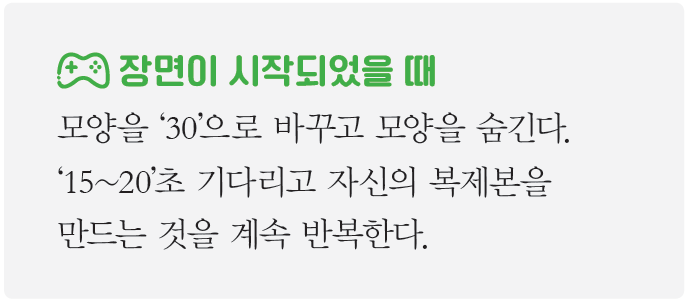 장면이 시작되었을 때
모양을 ‘30’으로 바꾸고 모양을 숨긴다.
‘15~20’초 기다리고 자신의 복제본을
만드는 것을 계속 반복한다.